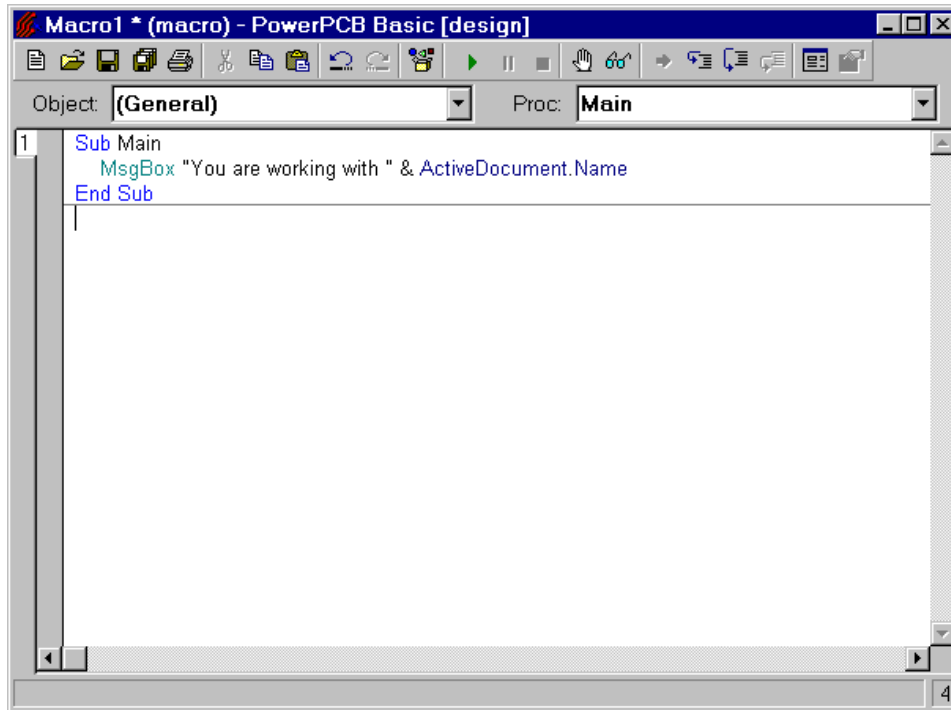 Macro1 * (macro) - PowerPCB Basic [design]
Object: (General) Proc: Main
1
Sub Main
MsgBox "You are working with " & ActiveDocument.Name
End Sub
4